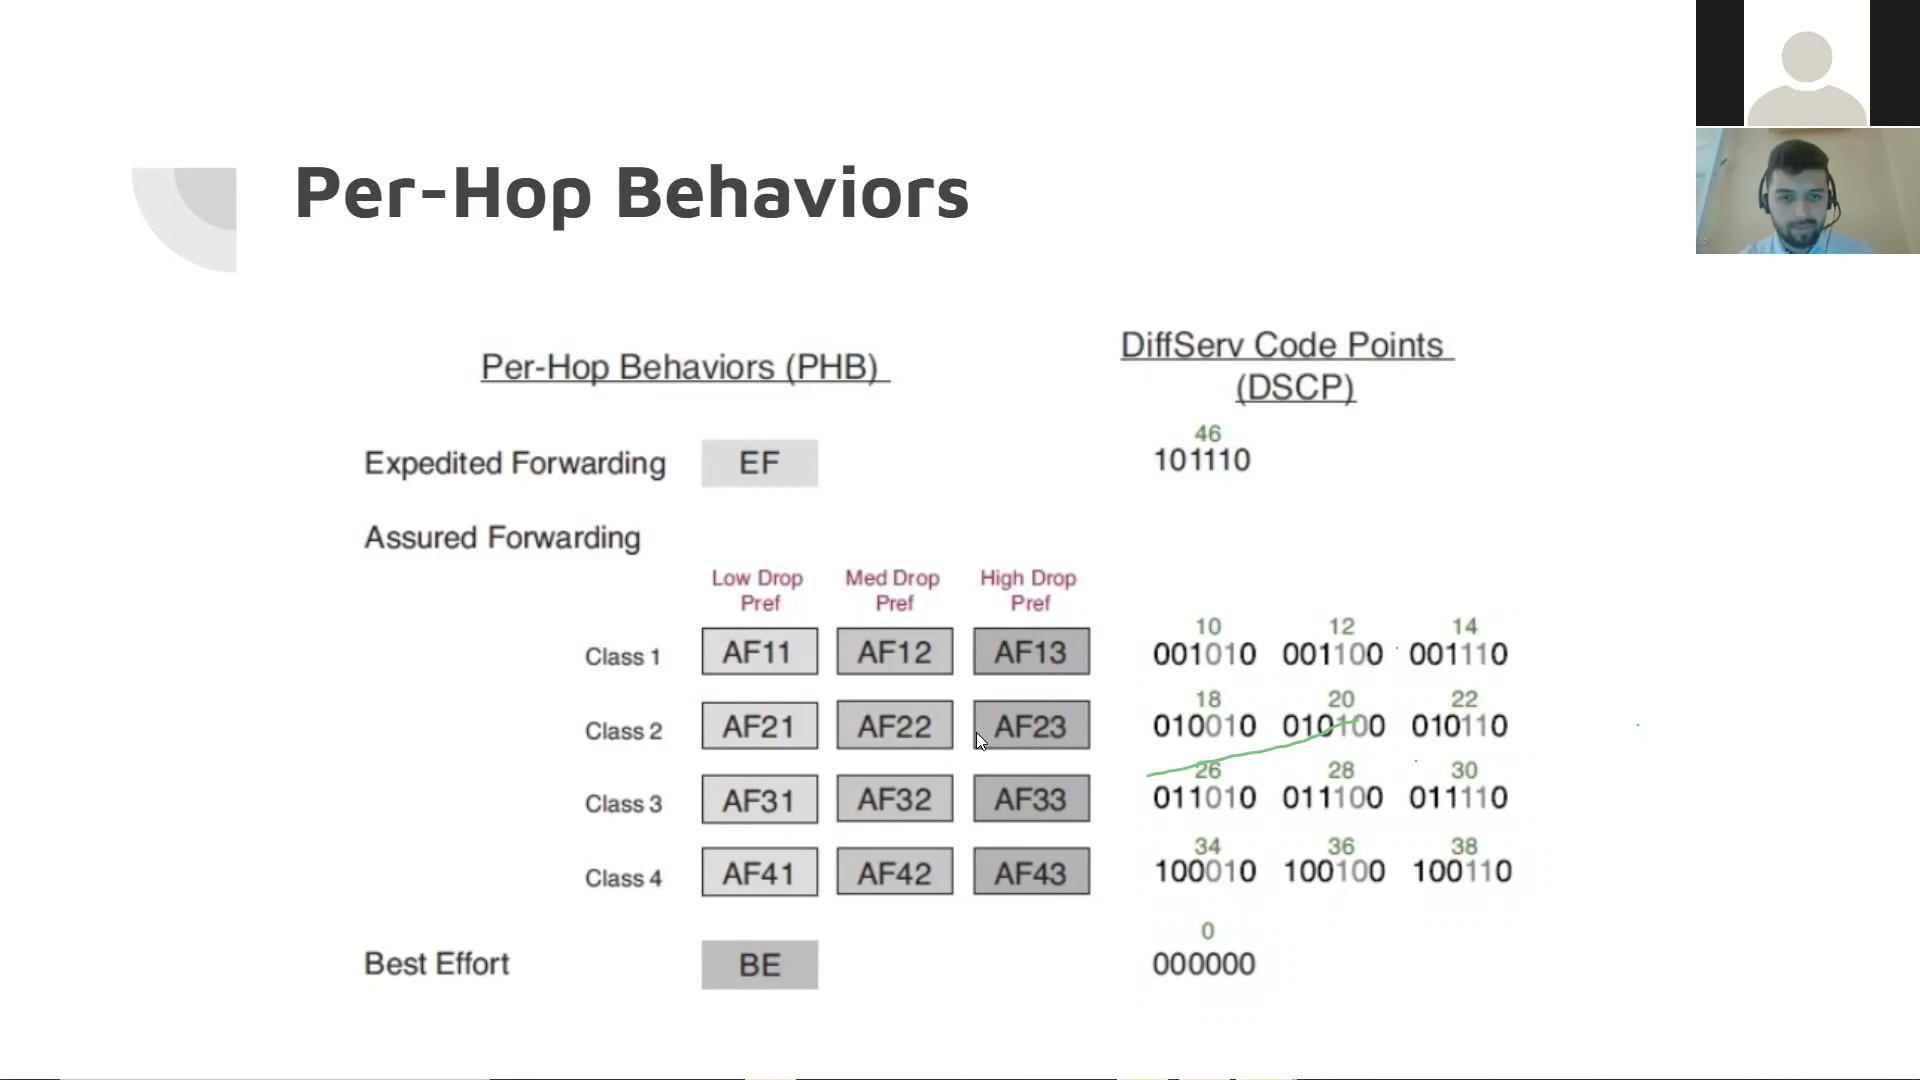 Per-Hop Behaviors
Per-Hop Behaviors (PHB)
DiffServ Code Points
(DSCP)
46
Expedited Forwarding EF 101110
Assured Forwarding
Low Drop Med Drop High Drop
Pref Pref Pref
10 12 14
Class 1 AF11 AF12 AF13 001010 001100 001110
18 20 22
Class 2 AF21 AF22 AF23 010010 010100 010110
26 28 30
Class 3 AF31 AF32 AF33 011010 011100 011110
34 36 38
Class 4 AF41 AF42 AF43 100010 100100 100110
0
Best Effort BE 000000